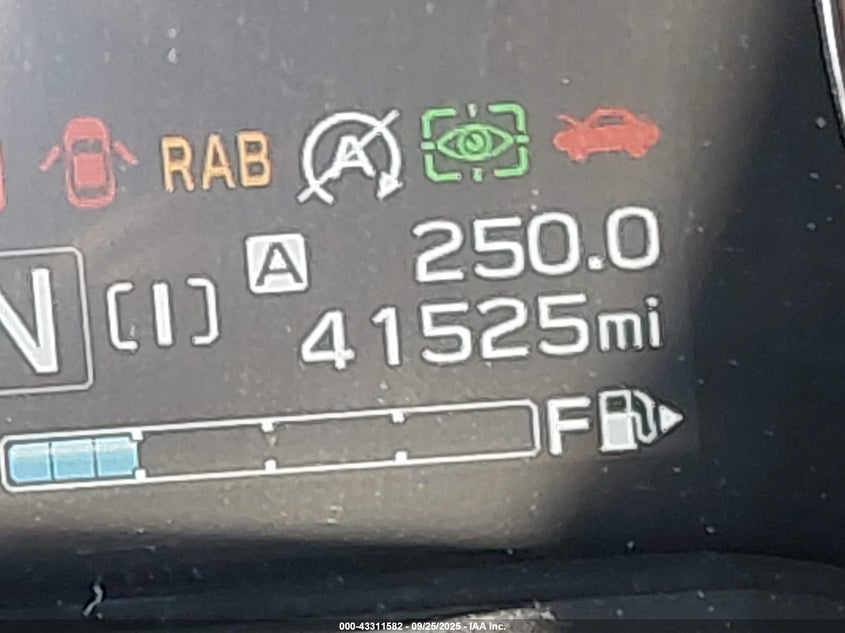 RAB A
A 250.0
N [I] 41525mi
F
000-43311582 - 09/25/2025 - IAA Inc.